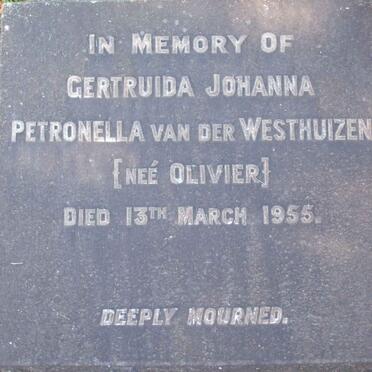 IN MEMORY OF
GERTRUIDA JOHANNA
PETRONELLA VAN DER WESTHUIZEN
{NEÉ OLIVIER}
DIED 13TH MARCH 1955.
DEEPLY MOURNED.